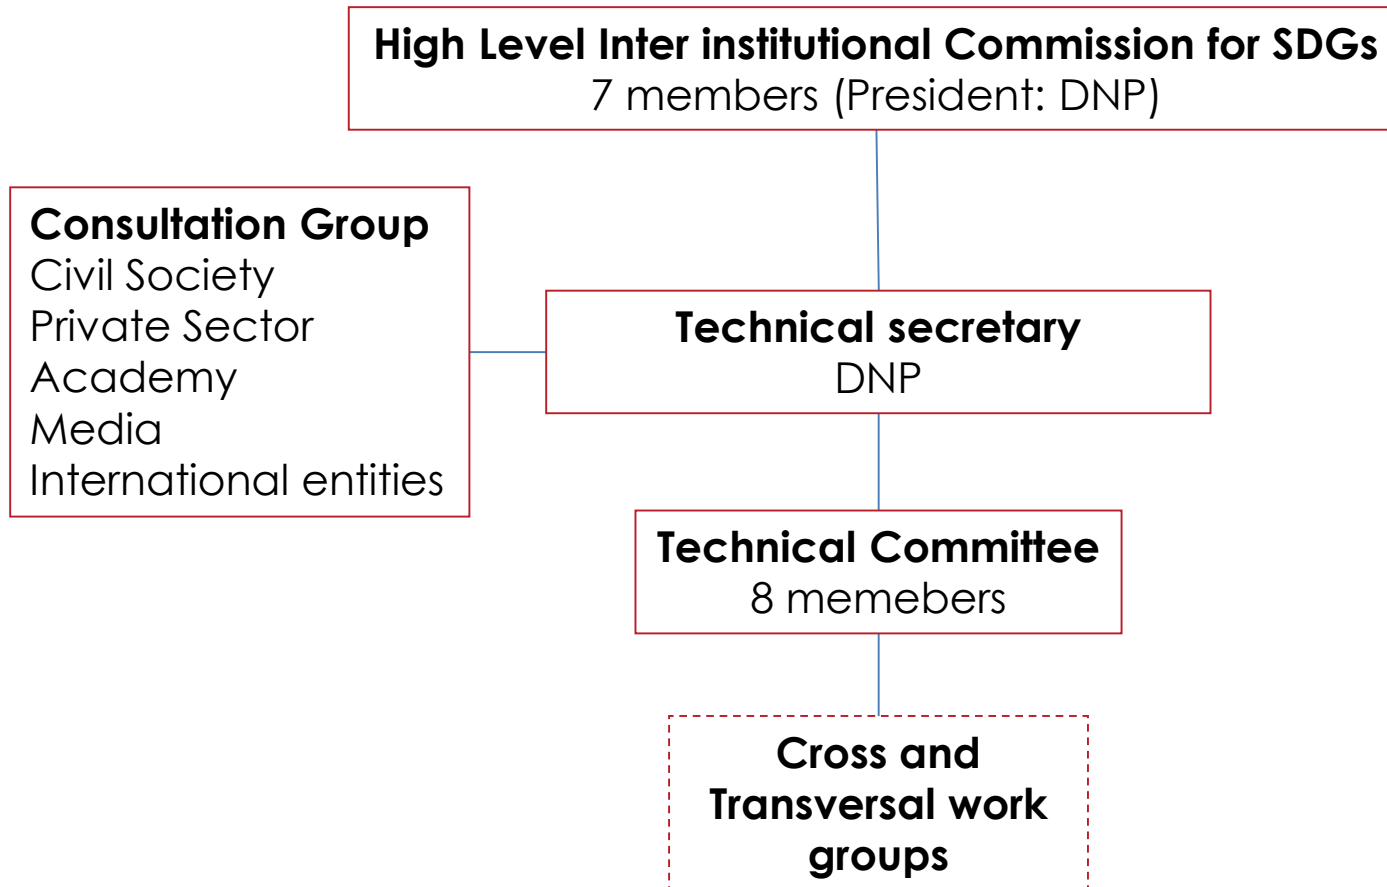 High Level Inter institutional Commission for SDGs
7 members (President: DNP)
Consultation Group
Civil Society
Private Sector
Academy
Media
International entities
Technical secretary
DNP
Technical Committee
8 memebers
Cross and
Transversal work
groups